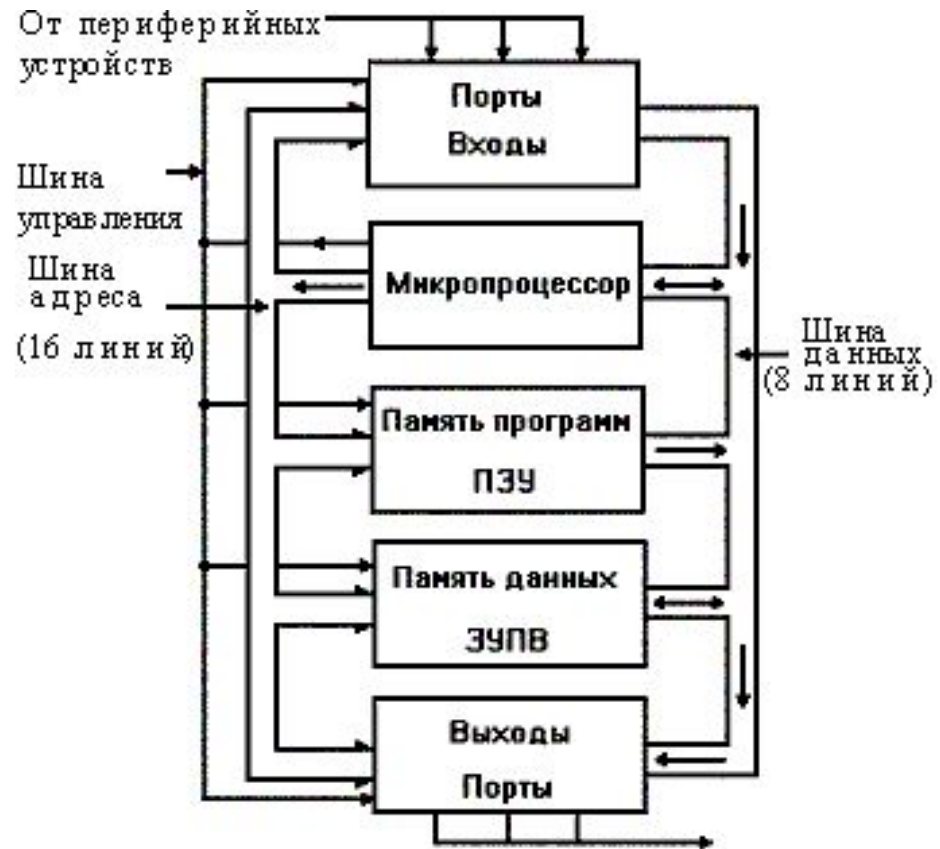 От периферийных
устройств
Порты
Входы
Шина
управления
Шина
адреса
(16 линий)
Микропроцессор
Шина
данных
(8 линий)
Память программ
ПЗУ
Память данных
ЗУПВ
Выходы
Порты